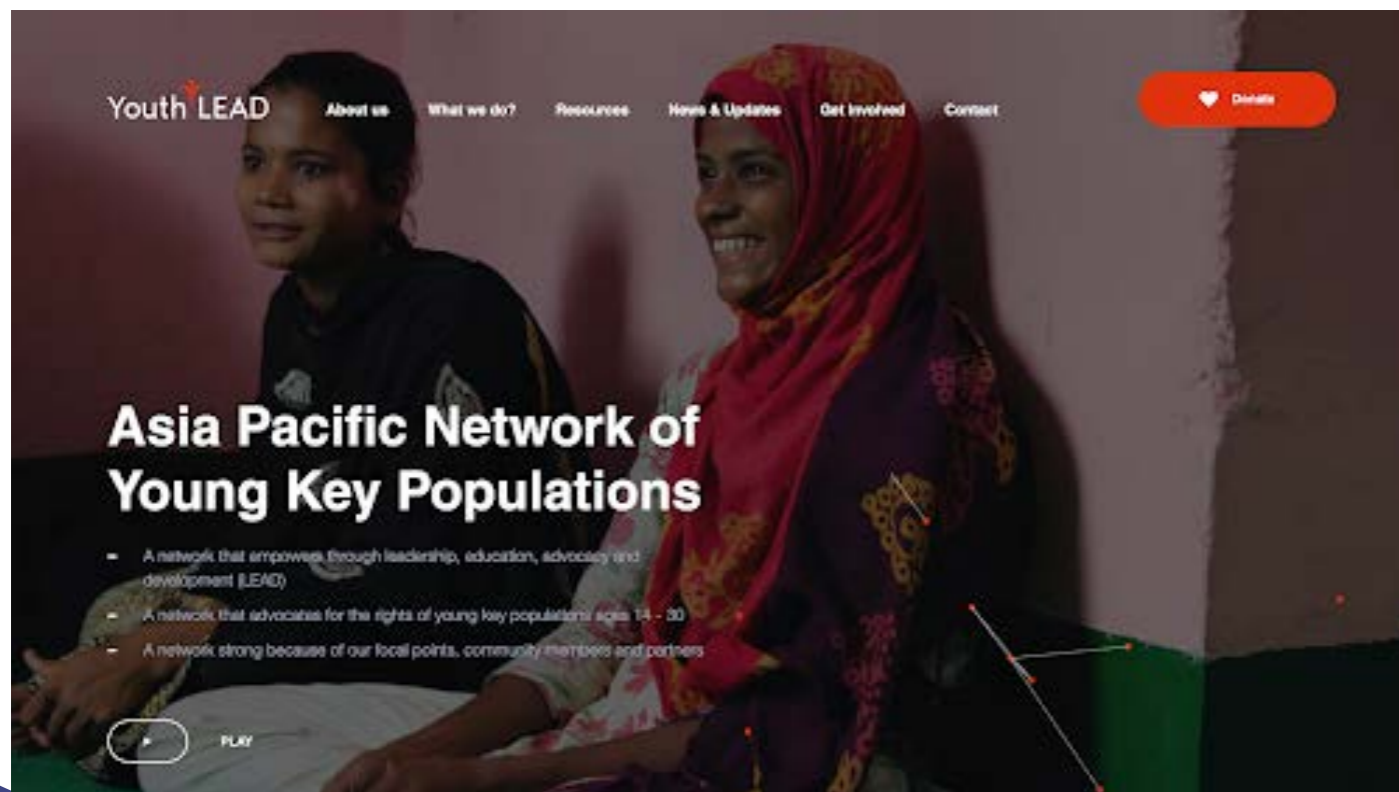 Youth LEAD
About us What we do? Resources News & Updates Get Involved Contact
Donate
Asia Pacific Network of
Young Key Populations
- A network that empowers through leadership, education, advocacy and
development (LEAD)
- A network that advocates for the rights of young key populations ages 14 - 30
- A network strong because of our focal points, community members and partners
PLAY